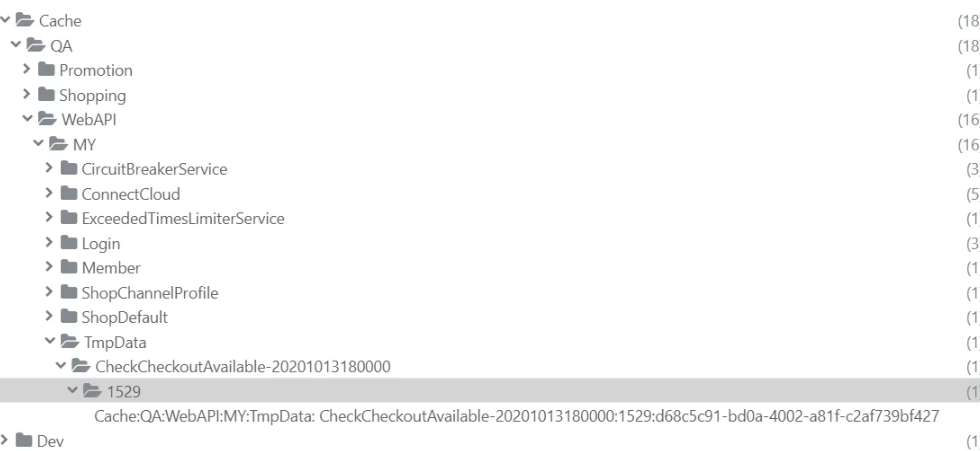 Cache (18
QA (18
Promotion (1
Shopping (1
WebAPI (16
MY (16
CircuitBreakerService (3
ConnectCloud (5
ExceededTimesLimiterService (1
Login (3
Member (1
ShopChannelProfile (1
ShopDefault (1
TmpData (1
CheckCheckoutAvailable-20201013180000 (1
1529 (1
Cache:QA:WebAPI:MY:TmpData: CheckCheckoutAvailable-20201013180000:1529:d68c5c91-bd0a-4002-a81f-c2af739bf427
Dev (1